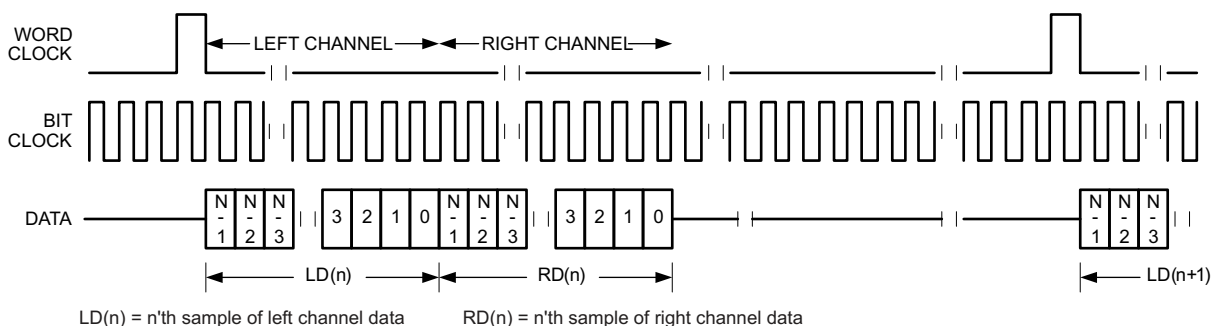 WORD
CLOCK
LEFT CHANNEL
RIGHT CHANNEL
BIT
CLOCK
DATA
N-1 N-2 N-3 3 2 1 0 N-1 N-2 N-3 3 2 1 0 N-1 N-2 N-3
LD(n) RD(n) LD(n+1)
LD(n) = n'th sample of left channel data RD(n) = n'th sample of right channel data